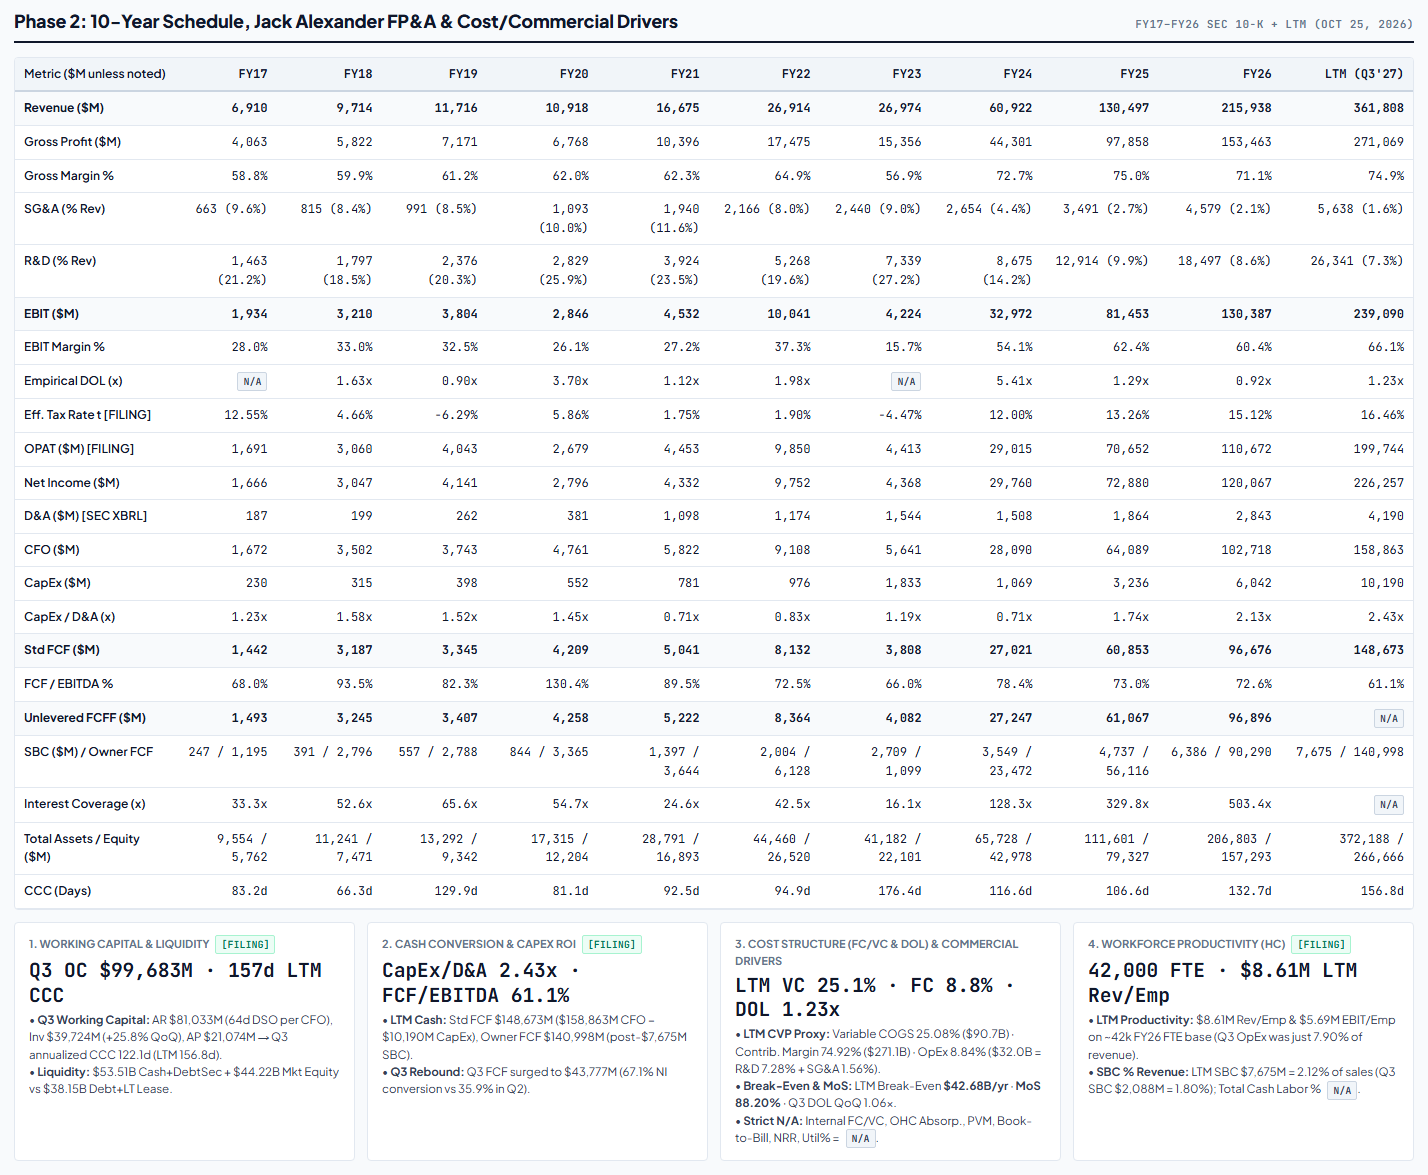 Phase 2: 10-Year Schedule, Jack Alexander FP&A & Cost/Commercial Drivers
FY17-FY26 SEC 10-K + LTM (OCT 25, 2026)
Metric ($M unless noted) FY17 FY18 FY19 FY20 FY21 FY22 FY23 FY24 FY25 FY26 LTM (Q3'27)
Revenue ($M) 6,910 9,714 11,716 10,918 16,675 26,914 26,974 60,922 130,497 215,938 361,808
Gross Profit ($M) 4,063 5,822 7,171 6,768 10,396 17,475 15,356 44,301 97,858 153,463 271,069
Gross Margin % 58.8% 59.9% 61.2% 62.0% 62.3% 64.9% 56.9% 72.7% 75.0% 71.1% 74.9%
SG&A (% Rev) 663 (9.6%) 815 (8.4%) 991 (8.5%) 1,093 1,940 2,166 (8.0%) 2,440 (9.0%) 2,654 (4.4%) 3,491 (2.7%) 4,579 (2.1%) 5,638 (1.6%)
(10.0%) (11.6%)
R&D (% Rev) 1,463 1,797 2,376 2,829 3,924 5,268 7,339 8,675 12,914 (9.9%) 18,497 (8.6%) 26,341 (7.3%)
(21.2%) (18.5%) (20.3%) (25.9%) (23.5%) (19.6%) (27.2%) (14.2%)
EBIT ($M) 1,934 3,210 3,804 2,846 4,532 10,041 4,224 32,972 81,453 130,387 239,090
EBIT Margin % 28.0% 33.0% 32.5% 26.1% 27.2% 37.3% 15.7% 54.1% 62.4% 60.4% 66.1%
Empirical DOL (x) N/A 1.63x 0.90x 3.70x 1.12x 1.98x N/A 5.41x 1.29x 0.92x 1.23x
Eff. Tax Rate t [FILING] 12.55% 4.66% -6.29% 5.86% 1.75% 1.90% -4.47% 12.00% 13.26% 15.12% 16.46%
OPAT ($M) [FILING] 1,691 3,060 4,043 2,679 4,453 9,850 4,413 29,015 70,652 110,672 199,744
Net Income ($M) 1,666 3,047 4,141 2,796 4,332 9,752 4,368 29,760 72,880 120,067 226,257
D&A ($M) [SEC XBRL] 187 199 262 381 1,098 1,174 1,544 1,508 1,864 2,843 4,190
CFO ($M) 1,672 3,502 3,743 4,761 5,822 9,108 5,641 28,090 64,089 102,718 158,863
CapEx ($M) 230 315 398 552 781 976 1,833 1,069 3,236 6,042 10,190
CapEx / D&A (x) 1.23x 1.58x 1.52x 1.45x 0.71x 0.83x 1.19x 0.71x 1.74x 2.13x 2.43x
Std FCF ($M) 1,442 3,187 3,345 4,209 5,041 8,132 3,808 27,021 60,853 96,676 148,673
FCF / EBITDA % 68.0% 93.5% 82.3% 130.4% 89.5% 72.5% 66.0% 78.4% 73.0% 72.6% 61.1%
Unlevered FCFF ($M) 1,493 3,245 3,407 4,258 5,222 8,364 4,082 27,247 61,067 96,896 N/A
SBC ($M) / Owner FCF 247 / 1,195 391 / 2,796 557 / 2,788 844 / 3,365 1,397 / 2,004 / 2,709 / 3,549 / 4,737 / 6,386 / 90,290 7,675 / 140,998
3,644 6,128 1,099 23,472 56,116
Interest Coverage (x) 33.3x 52.6x 65.6x 54.7x 24.6x 42.5x 16.1x 128.3x 329.8x 503.4x N/A
Total Assets / Equity 9,554 / 11,241 / 13,292 / 17,315 / 28,791 / 44,460 / 41,182 / 65,728 / 111,601 / 206,803 / 372,188 /
($M) 5,762 7,471 9,342 12,204 16,893 26,520 22,101 42,978 79,327 157,293 266,666
CCC (Days) 83.2d 66.3d 129.9d 81.1d 92.5d 94.9d 176.4d 116.6d 106.6d 132.7d 156.8d
1. WORKING CAPITAL & LIQUIDITY [FILING]
Q3 OC $99,683M · 157d LTM
CCC
• Q3 Working Capital: AR $81,033M (64d DSO per CFO),
Inv $39,724M (+25.8% QoQ), AP $21,074M → Q3
annualized CCC 122.1d (LTM 156.8d).
• Liquidity: $53.51B Cash+DebtSec + $44.22B Mkt Equity
vs $38.15B Debt+LT Lease.
2. CASH CONVERSION & CAPEX ROI [FILING]
CapEx/D&A 2.43x ·
FCF/EBITDA 61.1%
• LTM Cash: Std FCF $148,673M ($158,863M CFO −
$10,190M CapEx), Owner FCF $140,998M (post-$7,675M
SBC).
• Q3 Rebound: Q3 FCF surged to $43,777M (67.1% NI
conversion vs 35.9% in Q2).
3. COST STRUCTURE (FC/VC & DOL) & COMMERCIAL
DRIVERS
LTM VC 25.1% · FC 8.8% ·
DOL 1.23x
• LTM CVP Proxy: Variable COGS 25.08% ($90.7B) ·
Contrib. Margin 74.92% ($271.1B) · OpEx 8.84% ($32.0B =
R&D 7.28% + SG&A 1.56%).
• Break-Even & MoS: LTM Break-Even $42.68B/yr · MoS
88.20% · Q3 DOL QoQ 1.06x.
• Strict N/A: Internal FC/VC, OHC Absorp., PVM, Book-
to-Bill, NRR, Util% = N/A.
4. WORKFORCE PRODUCTIVITY (HC) [FILING]
42,000 FTE · $8.61M LTM
Rev/Emp
• LTM Productivity: $8.61M Rev/Emp & $5.69M EBIT/Emp
on ~42k FY26 FTE base (Q3 OpEx was just 7.90% of
revenue).
• SBC % Revenue: LTM SBC $7,675M = 2.12% of sales (Q3
SBC $2,088M = 1.80%); Total Cash Labor % N/A.